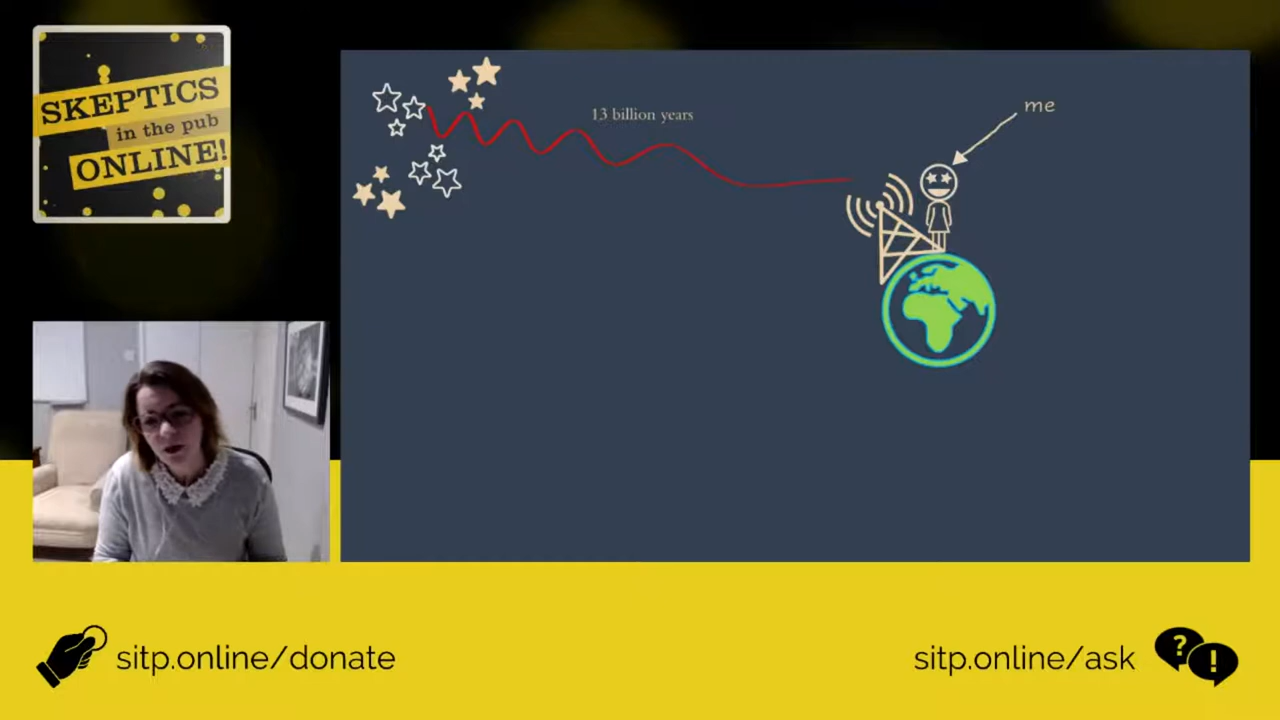 SKEPTICS
in the pub
ONLINE!
13 billion years
me
sitp.online/donate
sitp.online/ask
?
!